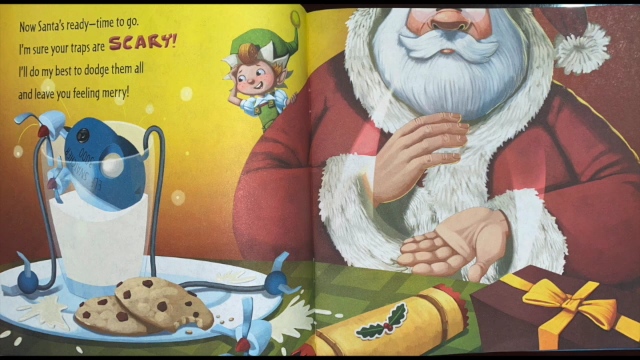 Now Santa's ready—time to go.
I'm sure your traps are SCARY!
I'll do my best to dodge them all
and leave you feeling merry!